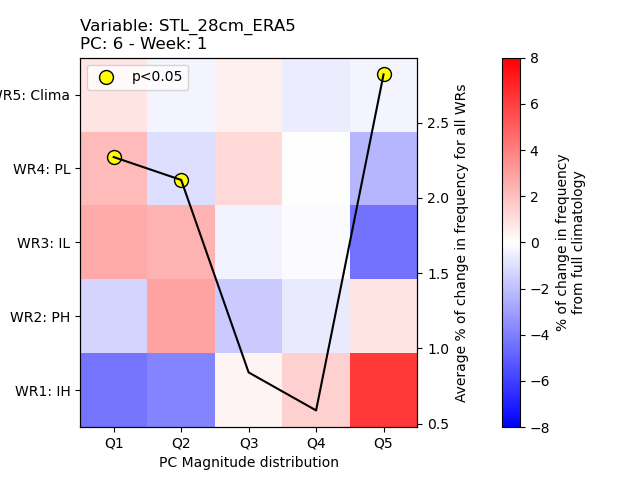 Variable: STL_28cm_ERA5
PC: 6 - Week: 1
p<0.05
WR5: Clima
WR4: PL
WR3: IL
WR2: PH
WR1: IH
Q1 Q2 Q3 Q4 Q5
PC Magnitude distribution
2.5
2.0
1.5
1.0
0.5
Average % of change in frequency for all WRs
8
6
4
2
0
−2
−4
−6
−8
% of change in frequency
from full climatology